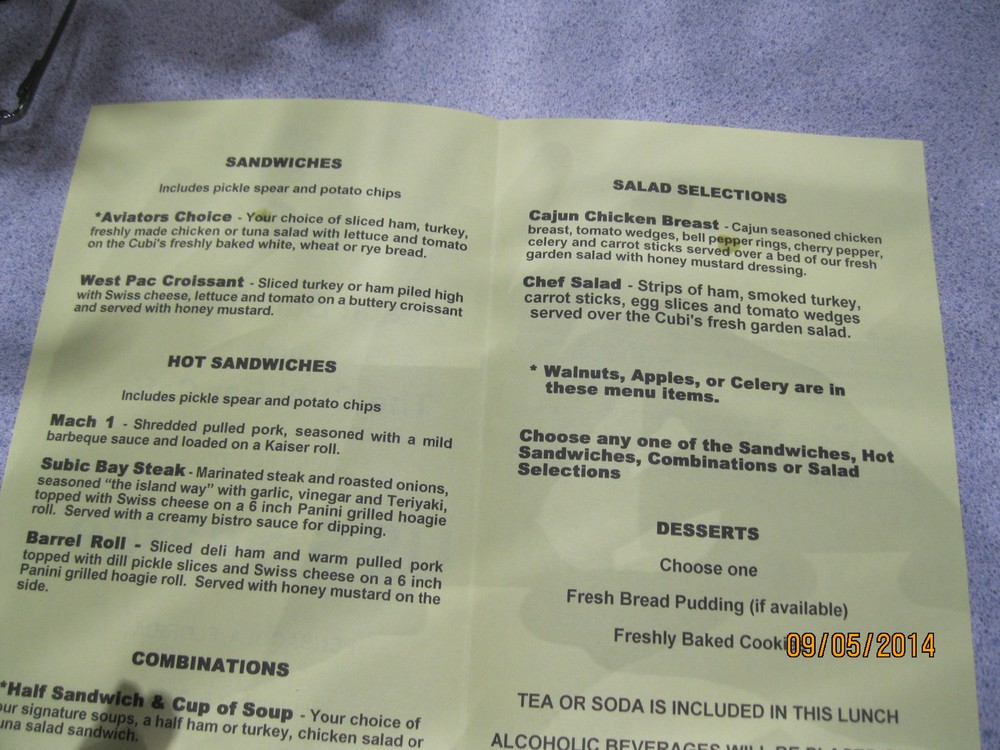 SANDWICHES
Includes pickle spear and potato chips
*Aviators Choice - Your choice of sliced ham, turkey,
freshly made chicken or tuna salad with lettuce and tomato
on the Cubi's freshly baked white, wheat or rye bread.
West Pac Croissant - Sliced turkey or ham piled high
with Swiss cheese, lettuce and tomato on a buttery croissant
and served with honey mustard.
HOT SANDWICHES
Includes pickle spear and potato chips
Mach 1 - Shredded pulled pork, seasoned with a mild
barbeque sauce and loaded on a Kaiser roll.
Subic Bay Steak - Marinated steak and roasted onions,
seasoned "the island way" with garlic, vinegar and Teriyaki,
topped with Swiss cheese on a 6 inch Panini grilled hoagie
roll. Served with a creamy bistro sauce for dipping.
Barrel Roll - Sliced deli ham and warm pulled pork
topped with dill pickle slices and Swiss cheese on a 6 inch
Panini grilled hoagie roll. Served with honey mustard on the
side.
COMBINATIONS
*Half Sandwich & Cup of Soup - Your choice of
our signature soups, a half ham or turkey, chicken salad or
una salad sandwich.
SALAD SELECTIONS
Cajun Chicken Breast - Cajun seasoned chicken
breast, tomato wedges, bell pepper rings, cherry pepper,
celery and carrot sticks served over a bed of our fresh
garden salad with honey mustard dressing.
Chef Salad - Strips of ham, smoked turkey,
carrot sticks, egg slices and tomato wedges
served over the Cubi's fresh garden salad.
* Walnuts, Apples, or Celery are in
these menu items.
Choose any one of the Sandwiches, Hot
Sandwiches, Combinations or Salad
Selections
DESSERTS
Choose one
Fresh Bread Pudding (if available)
Freshly Baked Cooki
TEA OR SODA IS INCLUDED IN THIS LUNCH
ALCOHOLIC BEVERAGES WILL BE
09/05/2014